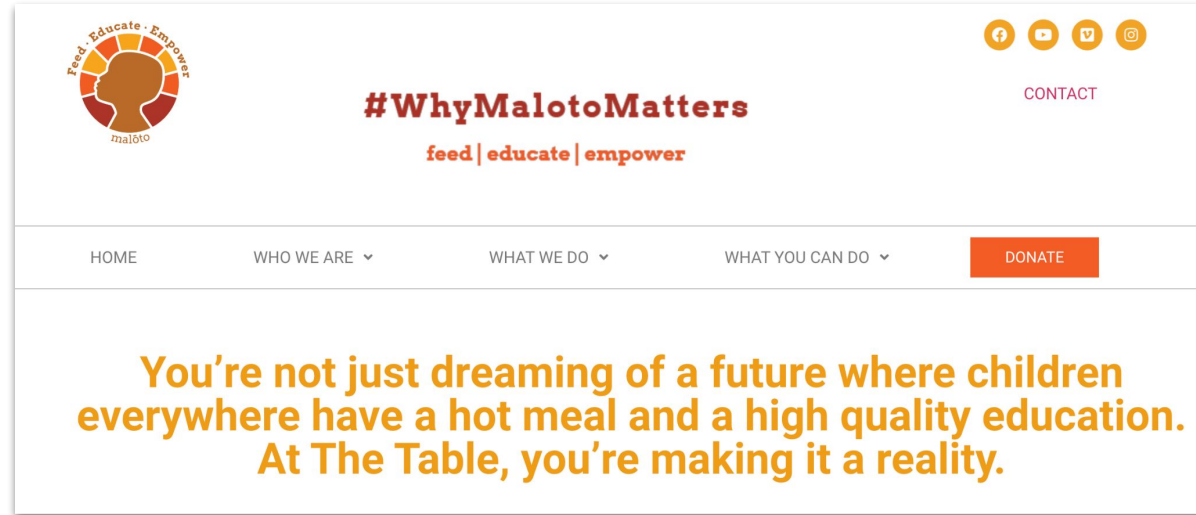 Feed · Educate · Empower
malōto
#WhyMalotoMatters
feed | educate | empower
CONTACT
HOME
WHO WE ARE
WHAT WE DO
WHAT YOU CAN DO
DONATE
You’re not just dreaming of a future where children
everywhere have a hot meal and a high quality education.
At The Table, you’re making it a reality.